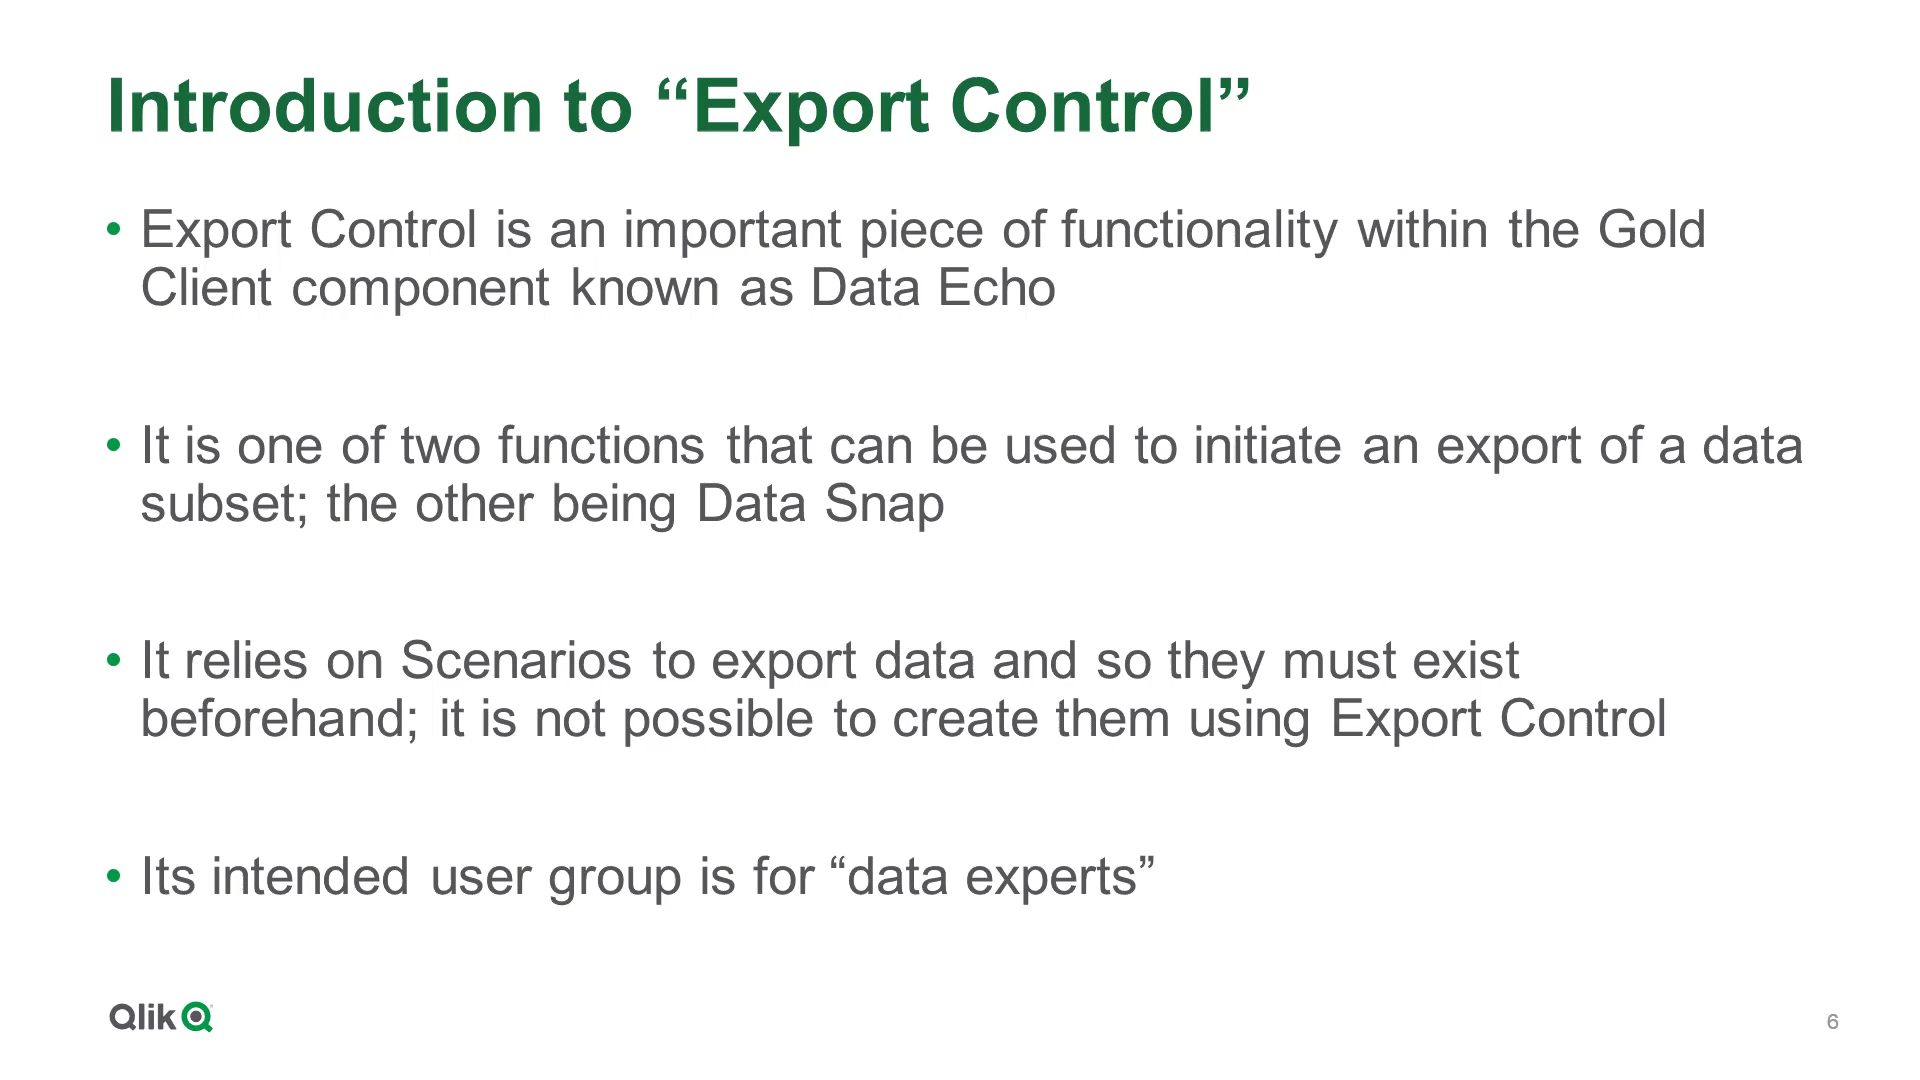 Introduction to “Export Control”
• Export Control is an important piece of functionality within the Gold
Client component known as Data Echo
• It is one of two functions that can be used to initiate an export of a data
subset; the other being Data Snap
• It relies on Scenarios to export data and so they must exist
beforehand; it is not possible to create them using Export Control
• Its intended user group is for “data experts”
Qlik
6